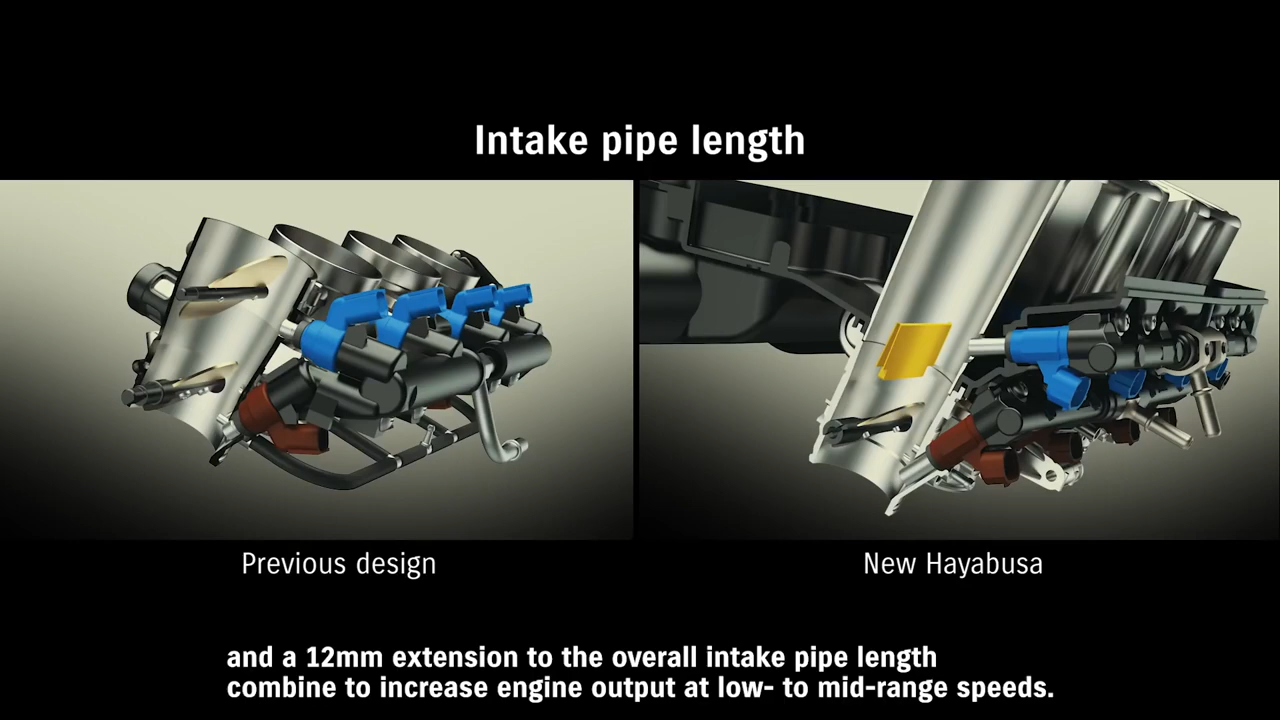 Intake pipe length
Previous design
New Hayabusa
and a 12mm extension to the overall intake pipe length
combine to increase engine output at low- to mid-range speeds.